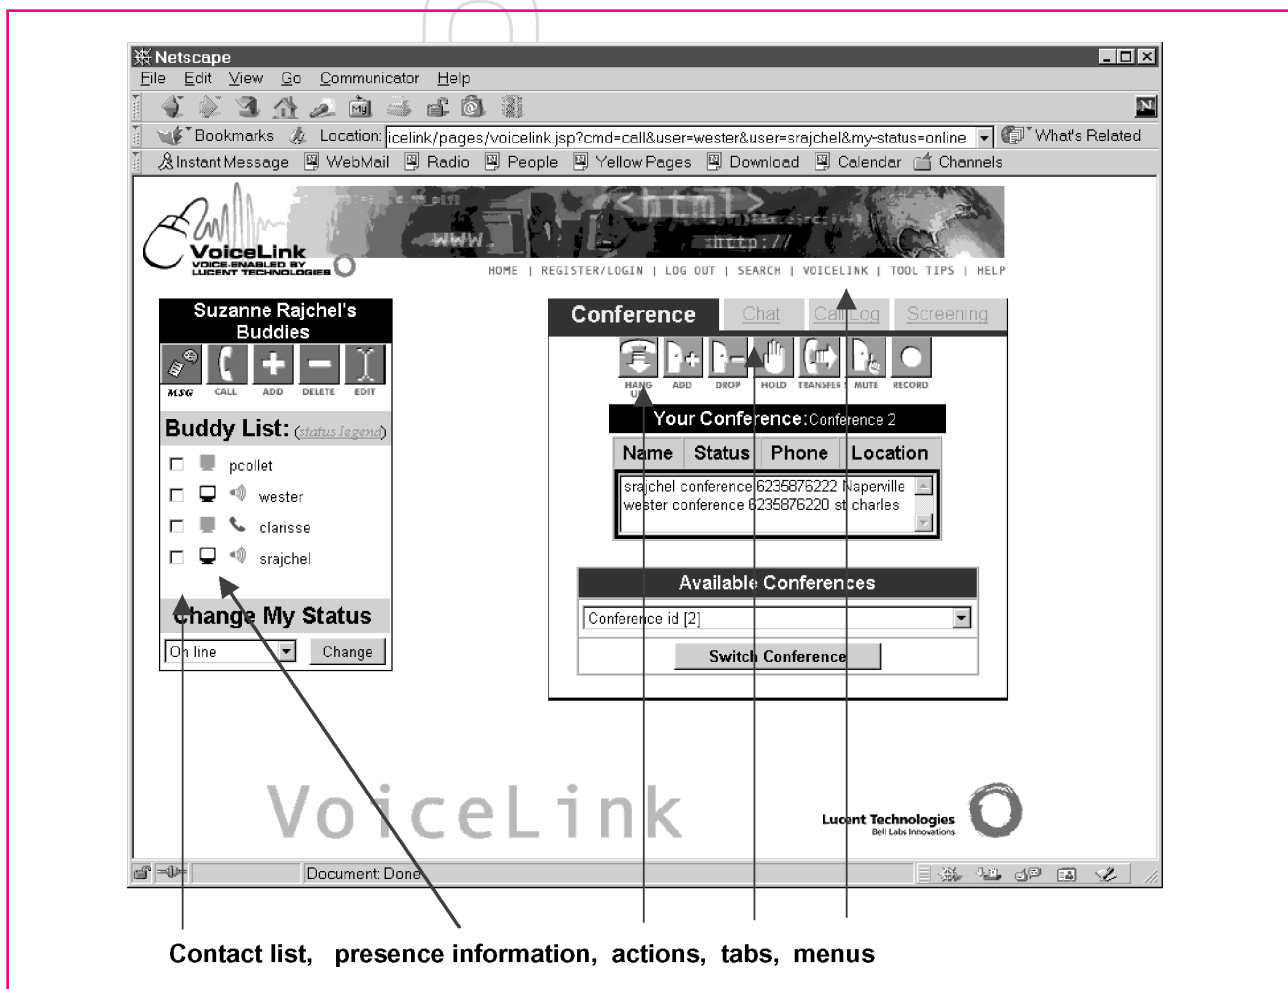 Netscape
File Edit View Go Communicator Help
My
N
Bookmarks Location: icelink/pages/voicelink.jsp?cmd=call&user=wester&user=srajchel&my-status=online What's Related
Instant Message WebMail Radio People Yellow Pages Download Calendar Channels
<html>
www.
http://
VoiceLink
VOICE-ENABLED BY
LUCENT TECHNOLOGIES
HOME | REGISTER/LOGIN | LOG OUT | SEARCH | VOICELINK | TOOL TIPS | HELP
Suzanne Rajchel's
Buddies
MSG CALL ADD DELETE EDIT
Buddy List: (status legend)
pcollet
wester
clarisse
srajchel
Change My Status
On line Change
Conference Chat Call Log Screening
HANG UP ADD DROP HOLD TRANSFER MUTE RECORD
Your Conference: Conference 2
Name Status Phone Location
srajchel conference 6235876222 Naperville
wester conference 6235876220 st charles
Available Conferences
Conference id [2]
Switch Conference
VoiceLink
Lucent Technologies
Bell Labs Innovations
Document: Done
Contact list, presence information, actions, tabs, menus